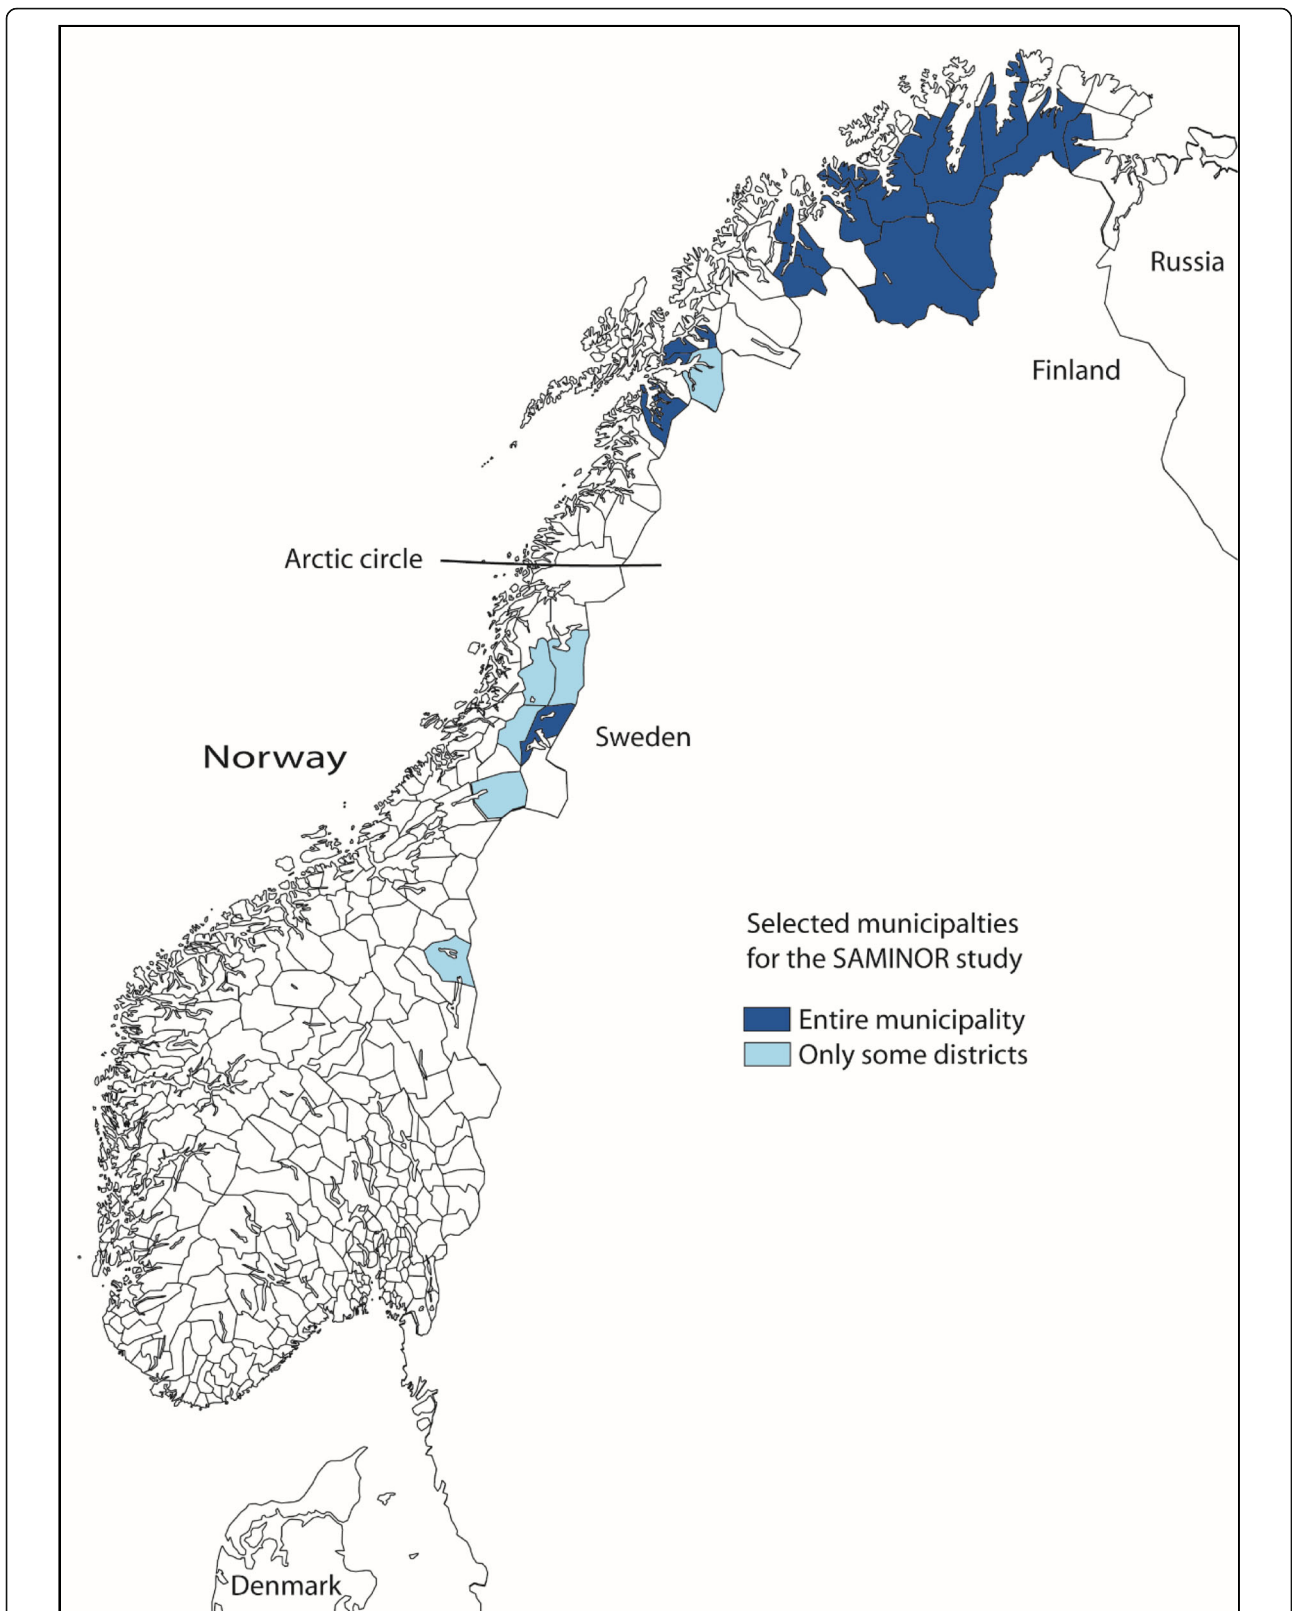 Russia
Finland
Arctic circle
Sweden
Norway
Selected municipalties
for the SAMINOR study
Entire municipality
Only some districts
Denmark